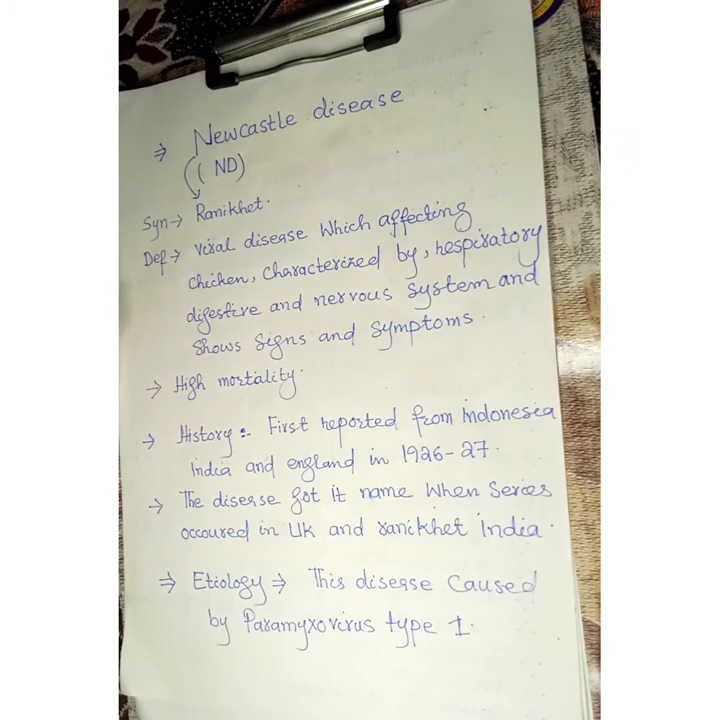 ⇒ Newcastle disease
(ND)
Syn→ Ranikhet.
Def→ Viral disease Which affecting
chicken, characterized by, respiratory
digestive and nervous system and
shows signs and symptoms.
→ High mortality.
→ History :- First reported from Indonesia
India and england in 1926-27.
→ The disease got it name When Series
occoured in UK and ranikhet India.
⇒ Etiology ⇒ This disease caused
by Paramyxovirus type 1.